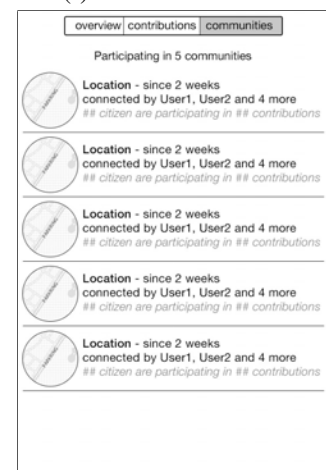 overview contributions communities
Participating in 5 communities
Location - since 2 weeks
connected by User1, User2 and 4 more
## citizen are participating in ## contributions
Location - since 2 weeks
connected by User1, User2 and 4 more
## citizen are participating in ## contributions
Location - since 2 weeks
connected by User1, User2 and 4 more
## citizen are participating in ## contributions
Location - since 2 weeks
connected by User1, User2 and 4 more
## citizen are participating in ## contributions
Location - since 2 weeks
connected by User1, User2 and 4 more
## citizen are participating in ## contributions